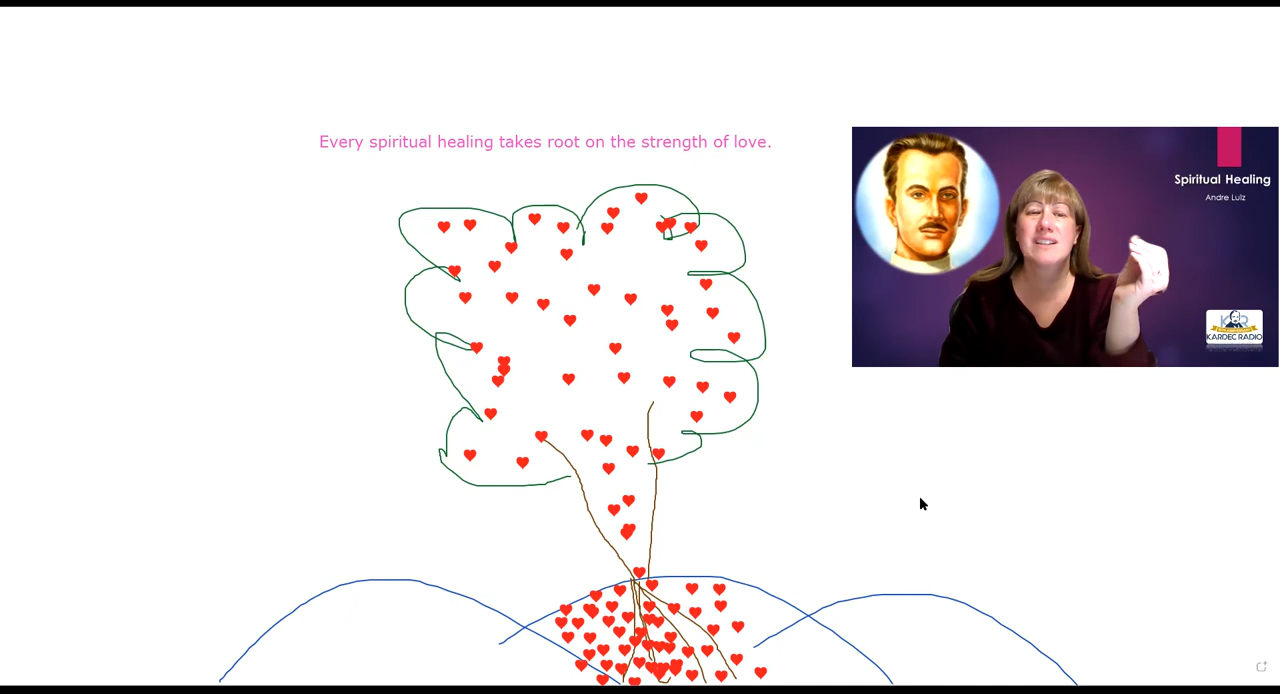 Every spiritual healing takes root on the strength of love.
Spiritual Healing
Andre Luiz
KARDEC RADIO